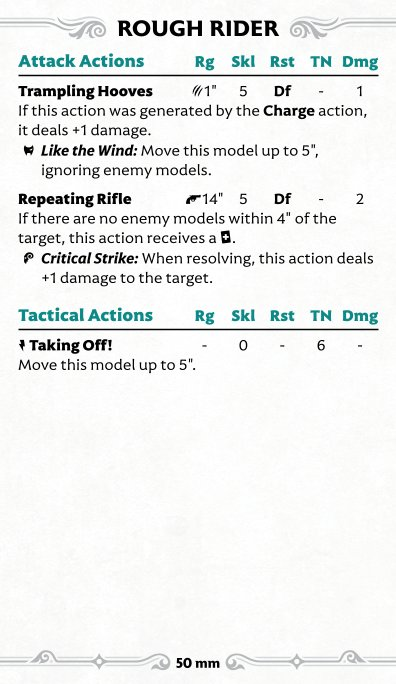 ROUGH RIDER
Attack Actions Rg Skl Rst TN Dmg
Trampling Hooves 1" 5 Df - 1
If this action was generated by the Charge action,
it deals +1 damage.
Like the Wind: Move this model up to 5",
ignoring enemy models.
Repeating Rifle 14" 5 Df - 2
If there are no enemy models within 4" of the
target, this action receives a .
Critical Strike: When resolving, this action deals
+1 damage to the target.
Tactical Actions Rg Skl Rst TN Dmg
Taking Off! - 0 - 6 -
Move this model up to 5".
50 mm